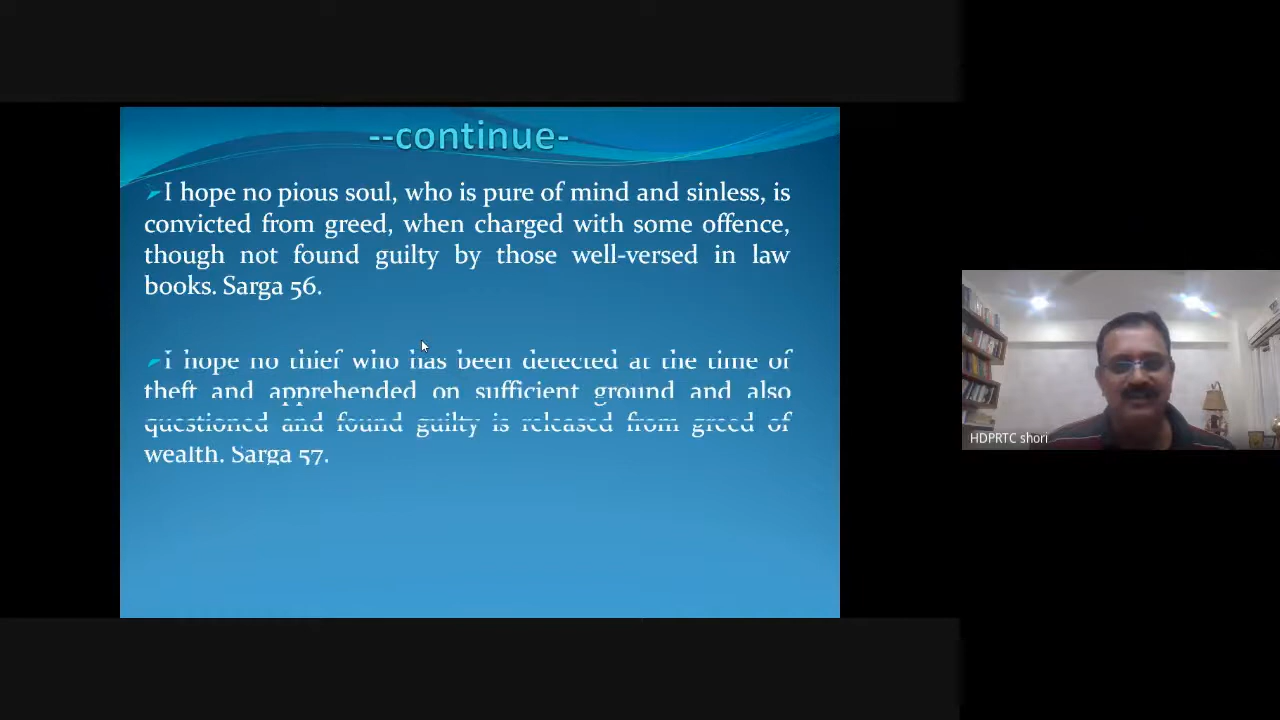 --continue-
I hope no pious soul, who is pure of mind and sinless, is
convicted from greed, when charged with some offence,
though not found guilty by those well-versed in law
books. Sarga 56.
I hope no thief who has been detected at the time of
theft and apprehended on sufficient ground and also
questioned and found guilty is released from greed of
wealth. Sarga 57.
HDPRTC shori